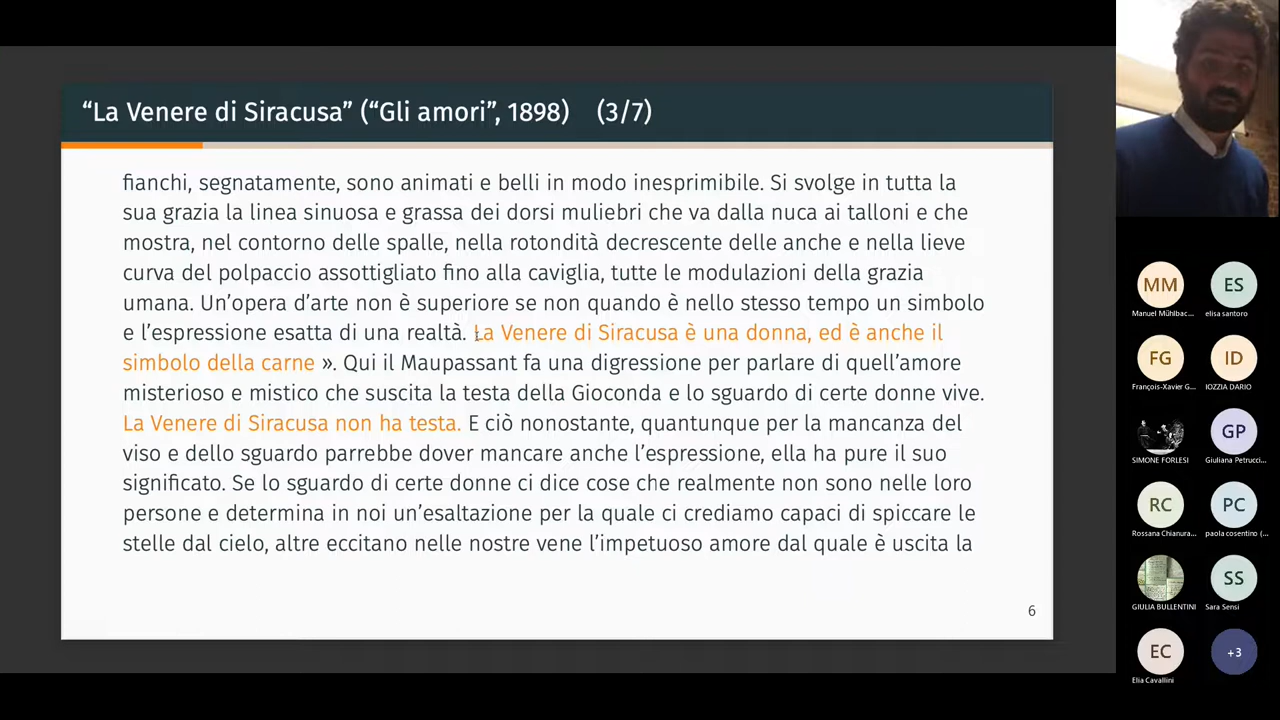 “La Venere di Siracusa” (“Gli amori”, 1898) (3/7)
fianchi, segnatamente, sono animati e belli in modo inesprimibile. Si svolge in tutta la
sua grazia la linea sinuosa e grassa dei dorsi muliebri che va dalla nuca ai talloni e che
mostra, nel contorno delle spalle, nella rotondità decrescente delle anche e nella lieve
curva del polpaccio assottigliato fino alla caviglia, tutte le modulazioni della grazia
umana. Un’opera d’arte non è superiore se non quando è nello stesso tempo un simbolo
e l’espressione esatta di una realtà. La Venere di Siracusa è una donna, ed è anche il
simbolo della carne ». Qui il Maupassant fa una digressione per parlare di quell’amore
misterioso e mistico che suscita la testa della Gioconda e lo sguardo di certe donne vive.
La Venere di Siracusa non ha testa. E ciò nonostante, quantunque per la mancanza del
viso e dello sguardo parrebbe dover mancare anche l’espressione, ella ha pure il suo
significato. Se lo sguardo di certe donne ci dice cose che realmente non sono nelle loro
persone e determina in noi un’esaltazione per la quale ci crediamo capaci di spiccare le
stelle dal cielo, altre eccitano nelle nostre vene l’impetuoso amore dal quale è uscita la
6
MM ES
Manuel Mühlbac... elisa santoro
FG ID
François-Xavier G... IOZZIA DARIO
GP
SIMONE FORLESI Giuliana Petrucci...
RC PC
Rossana Chianura... paola cosentino (...
SS
GIULIA BULLENTINI Sara Sensi
EC +3
Elia Cavallini